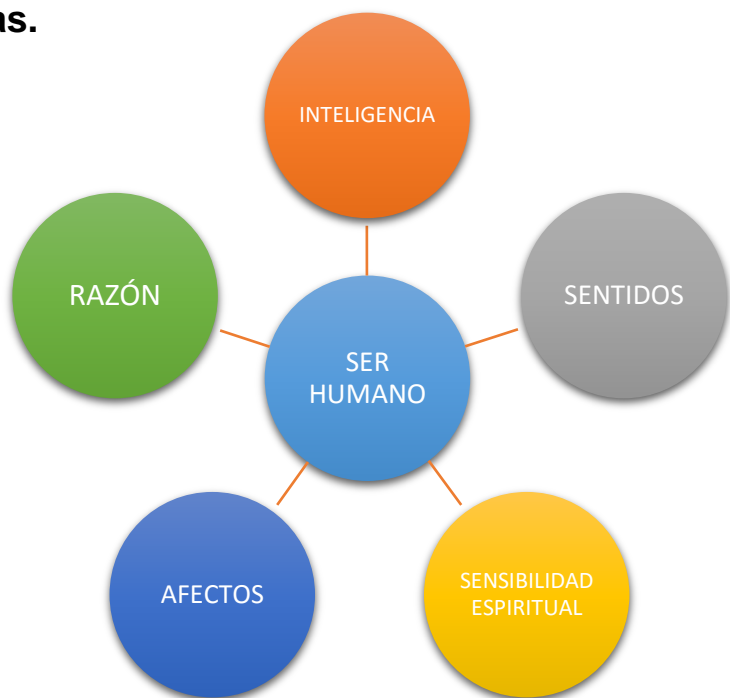 as.
INTELIGENCIA
SENTIDOS
SENSIBILIDAD
ESPIRITUAL
AFECTOS
RAZÓN
SER
HUMANO